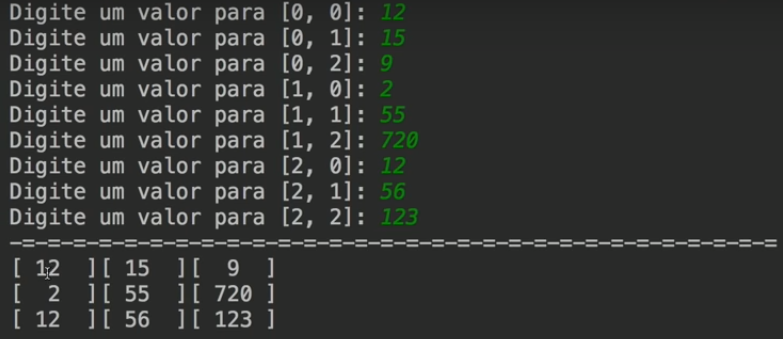 Digite um valor para [0, 0]: 12
Digite um valor para [0, 1]: 15
Digite um valor para [0, 2]: 9
Digite um valor para [1, 0]: 2
Digite um valor para [1, 1]: 55
Digite um valor para [1, 2]: 720
Digite um valor para [2, 0]: 12
Digite um valor para [2, 1]: 56
Digite um valor para [2, 2]: 123
-=-=-=-=-=-=-=-=-=-=-=-=-=-=-=-=-=-=-=-=-=-=-=-=-=-=-=-=-=-=
[ 12  ][ 15  ][  9  ]
[  2  ][ 55  ][ 720 ]
[ 12  ][ 56  ][ 123 ]